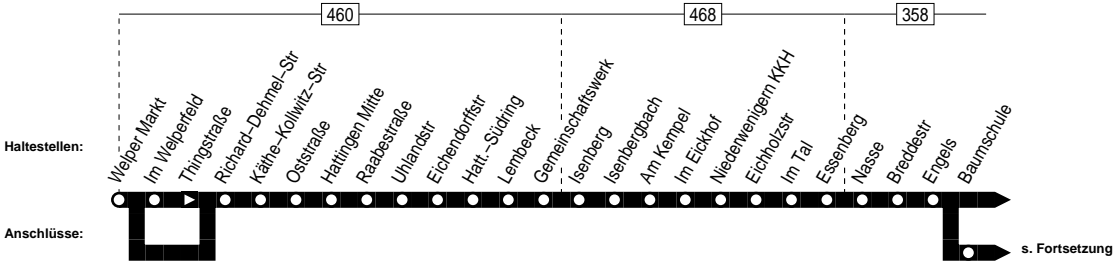 460 468 358
Haltestellen:
Welper Markt
Im Welperfeld
Thingstraße
Richard–Dehmel–Str
Käthe–Kollwitz–Str
Oststraße
Hattingen Mitte
Raabestraße
Uhlandstr
Eichendorffstr
Hatt.–Südring
Lembeck
Gemeinschaftswerk
Isenberg
Isenbergbach
Am Kempel
Im Eickhof
Niederwenigern KKH
Eichholzstr
Im Tal
Essenberg
Nasse
Breddestr
Engels
Baumschule
Anschlüsse:
s. Fortsetzung